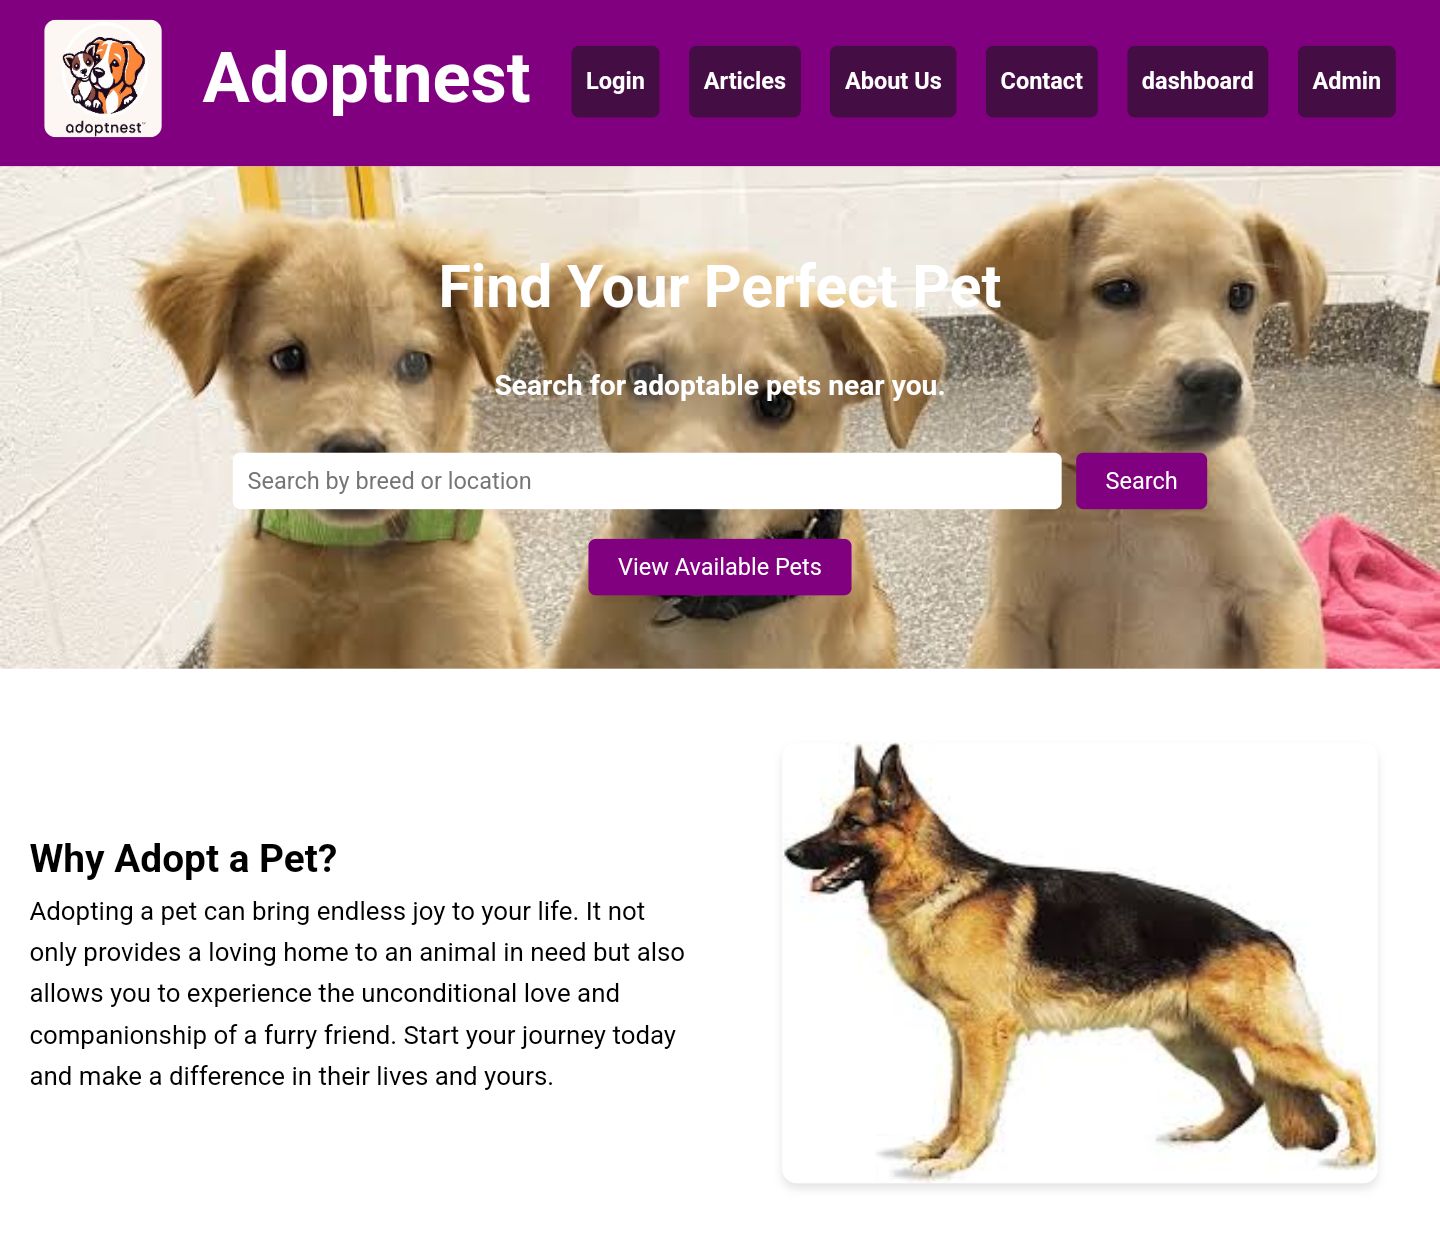 adoptnest
Adoptnest
Login
Articles
About Us
Contact
dashboard
Admin
Find Your Perfect Pet
Search for adoptable pets near you.
Search by breed or location
Search
View Available Pets
Why Adopt a Pet?
Adopting a pet can bring endless joy to your life. It not
only provides a loving home to an animal in need but also
allows you to experience the unconditional love and
companionship of a furry friend. Start your journey today
and make a difference in their lives and yours.